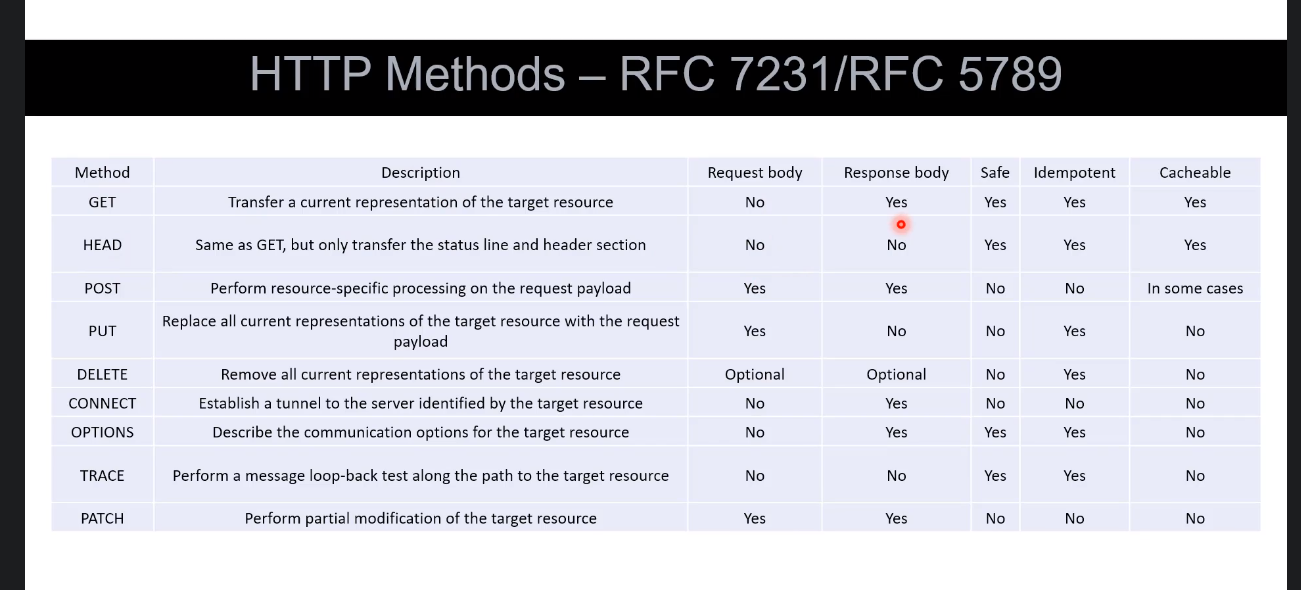 HTTP Methods – RFC 7231/RFC 5789
Method Description Request body Response body Safe Idempotent Cacheable
GET Transfer a current representation of the target resource No Yes Yes Yes Yes
HEAD Same as GET, but only transfer the status line and header section No No Yes Yes Yes
POST Perform resource-specific processing on the request payload Yes Yes No No In some cases
PUT Replace all current representations of the target resource with the request
payload Yes No No Yes No
DELETE Remove all current representations of the target resource Optional Optional No Yes No
CONNECT Establish a tunnel to the server identified by the target resource No Yes No No No
OPTIONS Describe the communication options for the target resource No Yes Yes Yes No
TRACE Perform a message loop-back test along the path to the target resource No No Yes Yes No
PATCH Perform partial modification of the target resource Yes Yes No No No